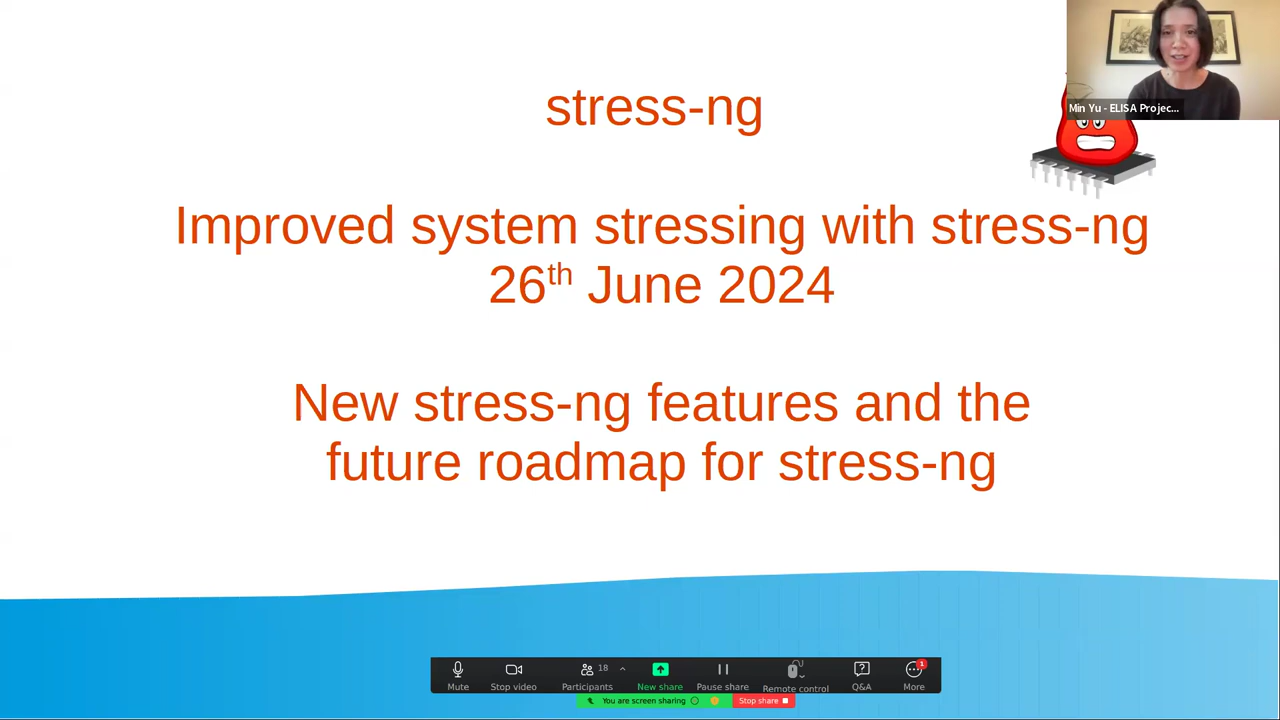 stress-ng
Min Yu - ELISA Projec...
Improved system stressing with stress-ng
26th June 2024
New stress-ng features and the
future roadmap for stress-ng
18
1
Mute
Stop video
Participants
New share
Pause share
Remote control
Q&A
More
You are screen sharing
Stop share